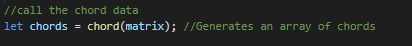 //call the chord data
let chords = chord(matrix); //Generates an array of chords